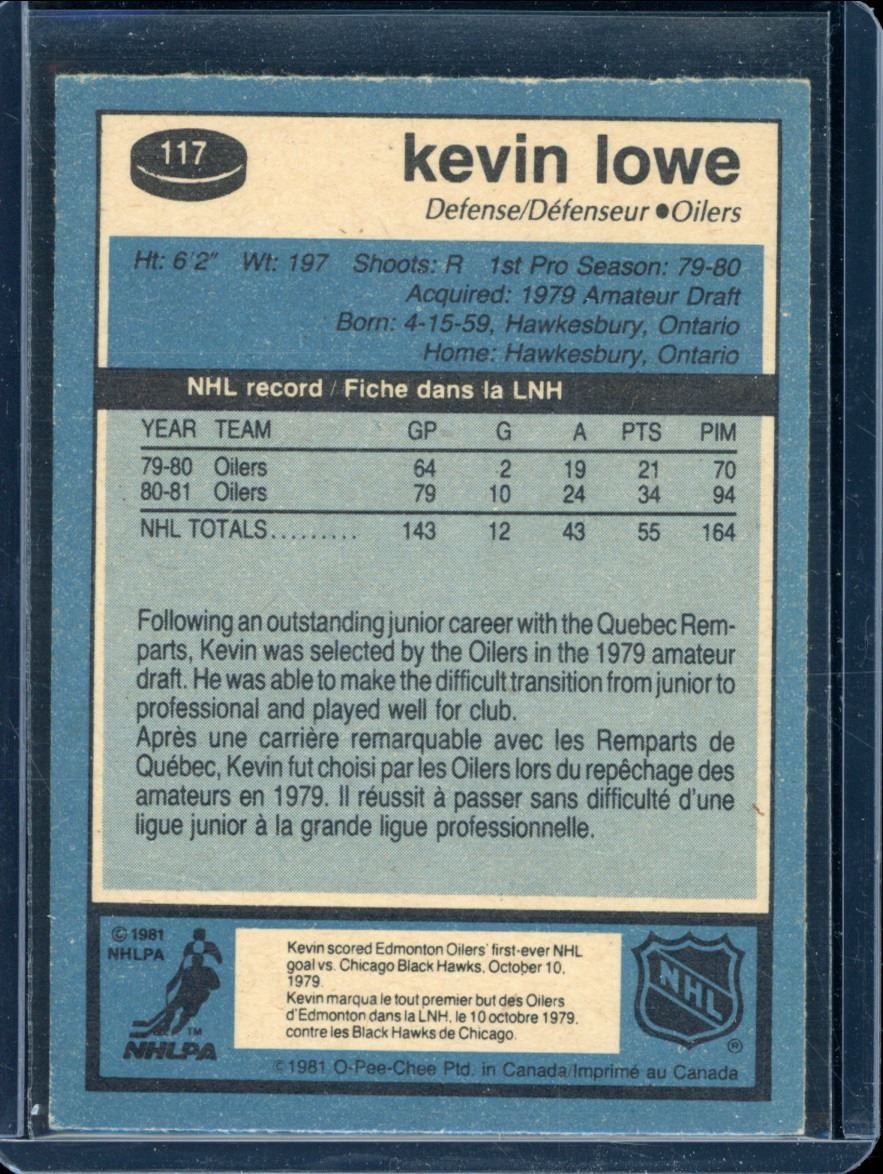 117
kevin lowe
Defense/Défenseur ●Oilers
Ht: 6'2" Wt: 197 Shoots: R 1st Pro Season: 79-80
Acquired: 1979 Amateur Draft
Born: 4-15-59, Hawkesbury, Ontario
Home: Hawkesbury, Ontario
NHL record / Fiche dans la LNH
YEAR TEAM GP G A PTS PIM
79-80 Oilers 64 2 19 21 70
80-81 Oilers 79 10 24 34 94
NHL TOTALS......... 143 12 43 55 164
Following an outstanding junior career with the Quebec Rem-
parts, Kevin was selected by the Oilers in the 1979 amateur
draft. He was able to make the difficult transition from junior to
professional and played well for club.
Après une carrière remarquable avec les Remparts de
Québec, Kevin fut choisi par les Oilers lors du repêchage des
amateurs en 1979. Il réussit à passer sans difficulté d'une
ligue junior à la grande ligue professionnelle.
© 1981
NHLPA
TM
NHLPA
Kevin scored Edmonton Oilers' first-ever NHL
goal vs. Chicago Black Hawks, October 10,
1979.
Kevin marqua le tout premier but des Oilers
d'Edmonton dans la LNH, le 10 octobre 1979,
contre les Black Hawks de Chicago.
NHL
®
© 1981 O-Pee-Chee Ptd. in Canada/Imprimé au Canada